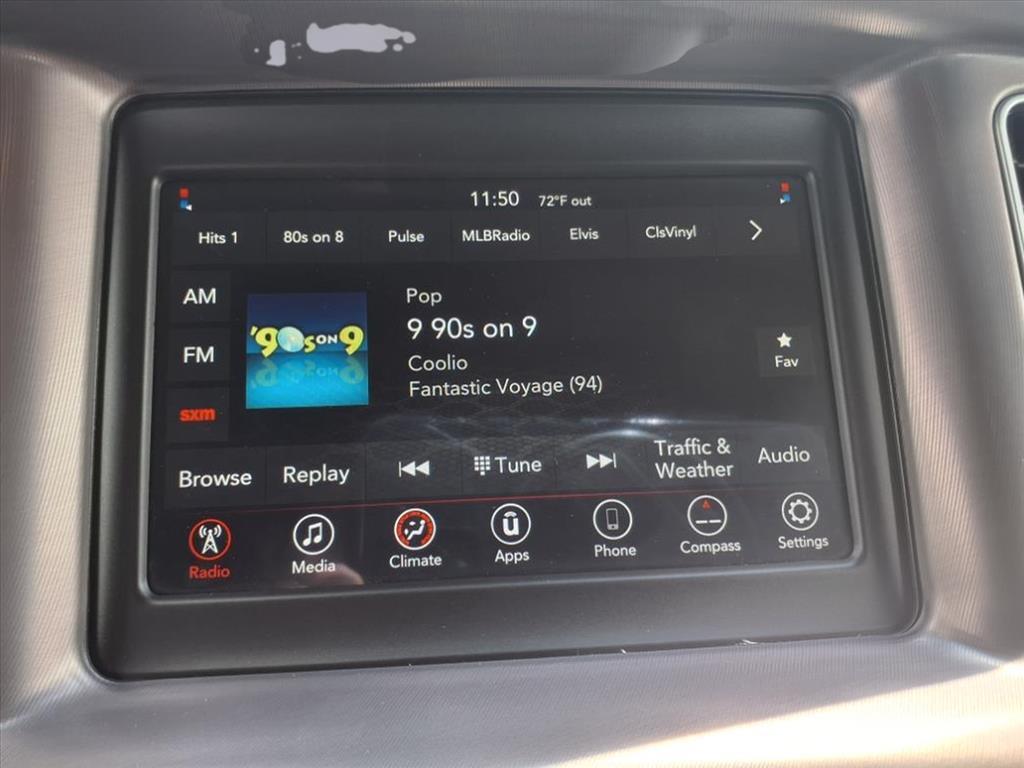 11:50 72°F out
Hits 1 80s on 8 Pulse MLBRadio Elvis ClsVinyl
AM
FM
sxm
'90s ON 9
Pop
9 90s on 9
Coolio
Fantastic Voyage (94)
Fav
Browse Replay Tune Traffic & Weather Audio
Radio Media Climate Apps Phone Compass Settings